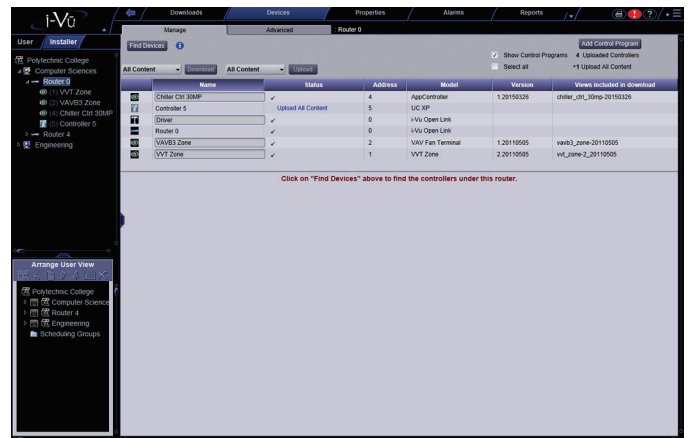 i-Vu
Downloads Devices Properties Alarms Reports
Manage Advanced : Router 0
User Installer
Find Devices
Add Control Program
Show Control Programs 4 Uploaded Controllers
Select all 1 Upload All Content
All Content Download All Content Upload
Polytechnic College
Computer Sciences
Router 0
(1) VVT Zone
(2) VAVB3 Zone
(4) Chiller Ctrl 30MP
(5) Controller 5
Router 4
Engineering
Name Status Address Model Version Views included in download
Chiller Ctrl 30MP ✓ 4 AppController 1.20150326 chiller_ctrl_30mp-20150326
Controller 5 Upload All Content 5 UC XP
Driver ✓ 0 i-Vu Open Link
Router 0 ✓ 0 i-Vu Open Link
VAVB3 Zone ✓ 2 VAV Fan Terminal 1.20110505 vavb3_zone-20110505
VVT Zone ✓ 1 VVT Zone 2.20110505 vvt_zone-2_20110505
Click on "Find Devices" above to find the controllers under this router.
Arrange User View
Polytechnic College
Computer Science
Router 4
Engineering
Scheduling Groups